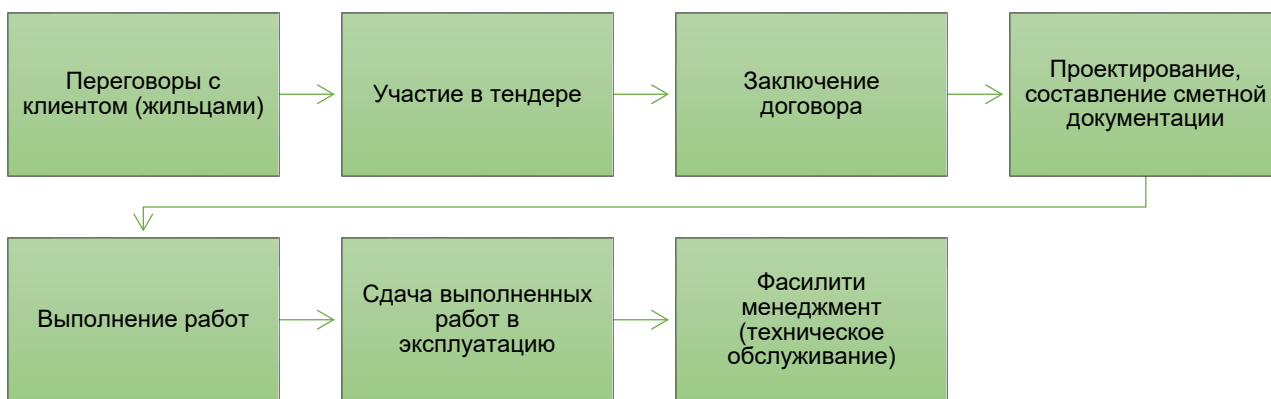 Переговоры с
клиентом (жильцами)
Участие в тендере
Заключение
договора
Проектирование,
составление сметной
документации
Выполнение работ
Сдача выполненных
работ в
эксплуатацию
Фасилити
менеджмент
(техническое
обслуживание)